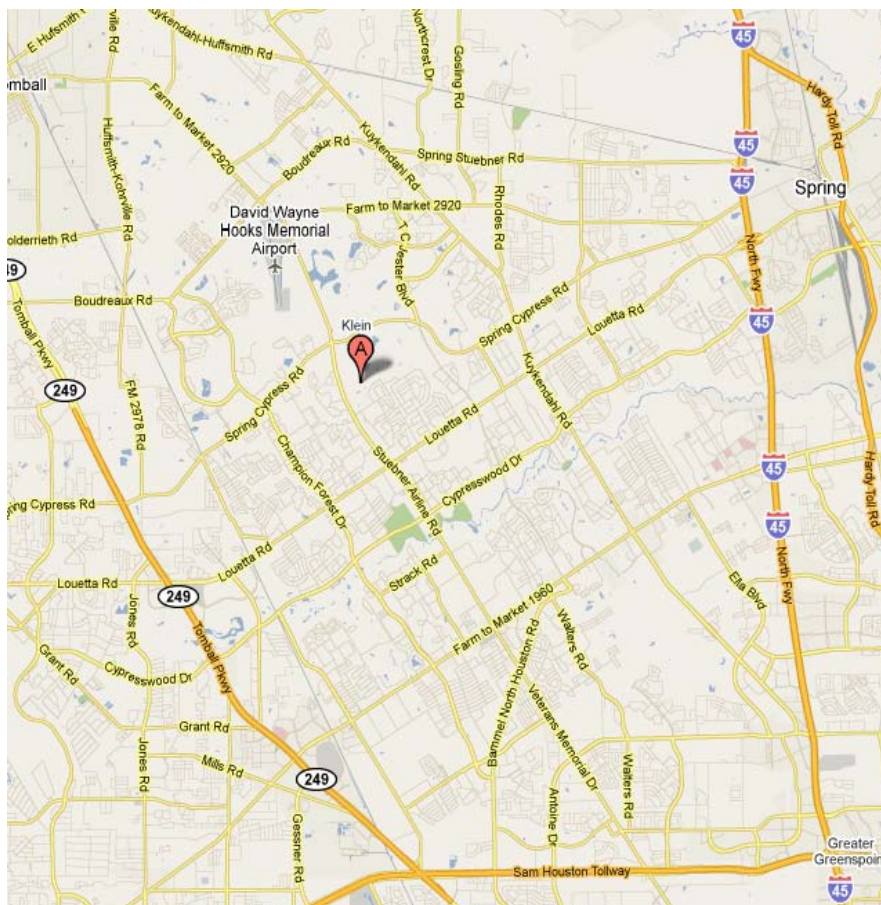 E Hufsmith Rd
Kuykendahl-Huffsmith Rd
Northcrest Dr
Gosling Rd
45
Hardy Toll Rd
omball
Farm to Market 2920
Huffsmith-Kohrville Rd
Boudreaux Rd
Kuykendahl Rd
Spring Stuebner Rd
45
45
Spring
Rhodes Rd
David Wayne
Hooks Memorial
Airport
Farm to Market 2920
T C Jester Blvd
olderrieth Rd
North Fwy
49
Boudreaux Rd
Tomball Pkwy
Klein
A
Spring Cypress Rd
Louetta Rd
45
249
FM 2978 Rd
Spring Cypress Rd
Kuykendahl Rd
Louetta Rd
Champion Forest Dr
Stuebner Airline Rd
Cypresswood Dr
45
Hardy Toll Rd
pring Cypress Rd
45
Louetta Rd
North Fwy
Strack Rd
Ella Blvd
Louetta Rd
249
Jones Rd
Farm to Market 1960
Walters Rd
Grant Rd
Cypresswood Dr
Tomball Pkwy
Bammel North Houston Rd
Veterans Memorial Dr
Grant Rd
Mills Rd
Jones Rd
249
Walters Rd
Antoine Dr
Gessner Rd
Greater
Greenspoint
Sam Houston Tollway
45